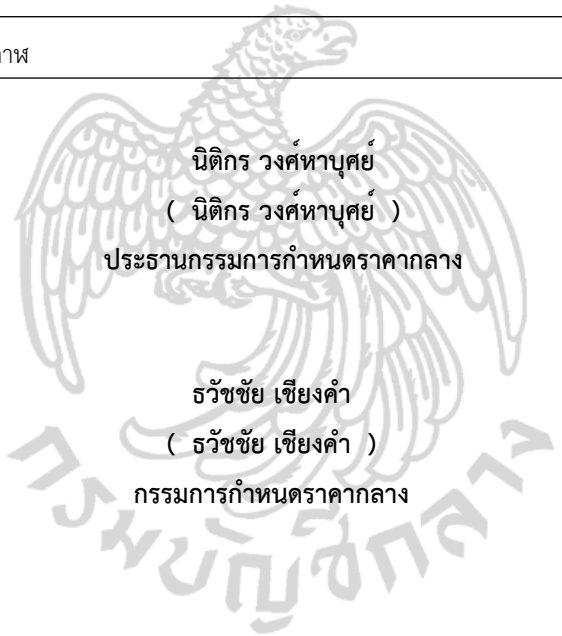 นิติกร วงศ์หาบุศย์
( นิติกร วงศ์หาบุศย์ )
ประธานกรรมการกำหนดราคากลาง
ธวัชชัย เชียงคำ
( ธวัชชัย เชียงคำ )
กรรมการกำหนดราคากลาง
กรมบัญชีกลาง